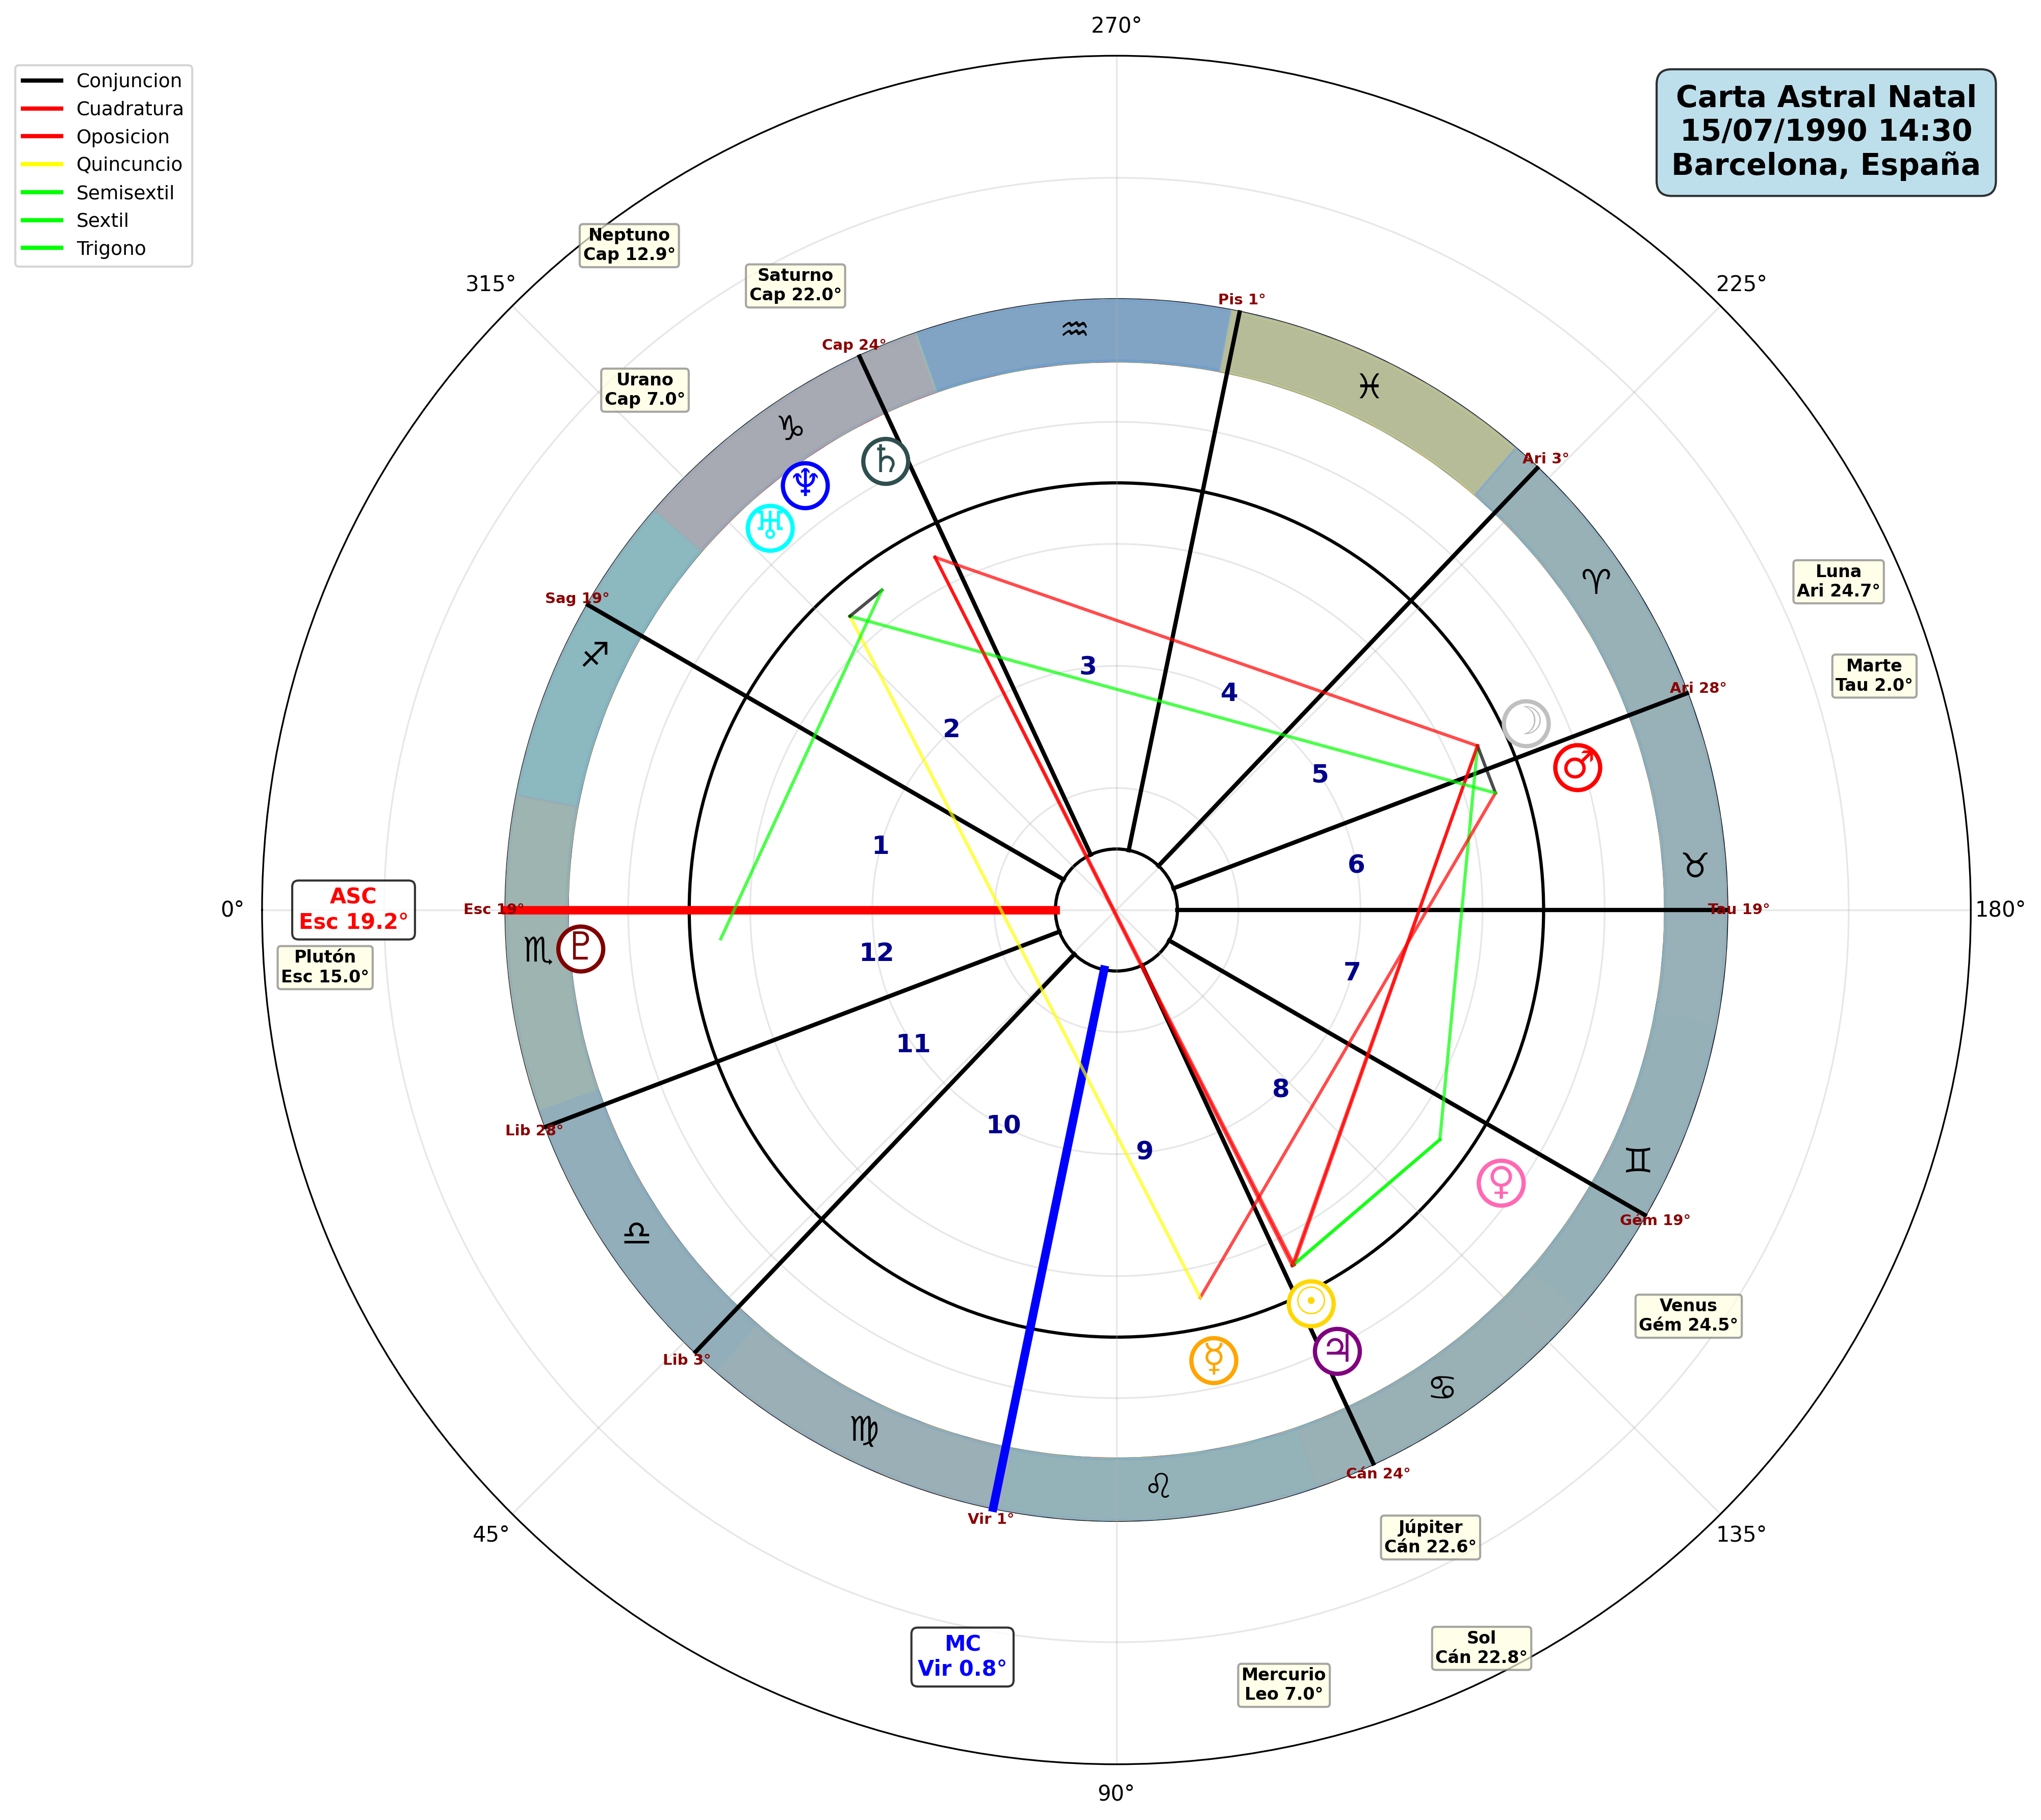 270°
Conjuncion
Cuadratura
Oposicion
Quincuncio
Semisextil
Sextil
Trigono
Carta Astral Natal
15/07/1990 14:30
Barcelona, España
Neptuno
Cap 12.9°
Saturno
Cap 22.0°
315°
225°
Pis 1°
♒
Cap 24°
Urano
Cap 7.0°
♓
♑
Ari 3°
♄
♆
♅
Luna
Ari 24.7°
♈
Sag 19°
♐
Marte
Tau 2.0°
3
4
Ari 28°
☽
2
5
♂
1
6
♉
0°
ASC
Esc 19.2°
Esc 19°
Tau 19°
180°
Plutón
Esc 15.0°
♏
♇
12
7
11
8
Lib 28°
10
9
♊
♀
Gém 19°
♎
Venus
Gém 24.5°
☉
Lib 3°
☿
♃
♋
♍
Cán 24°
♌
Vir 1°
45°
Júpiter
Cán 22.6°
135°
MC
Vir 0.8°
Sol
Cán 22.8°
Mercurio
Leo 7.0°
90°